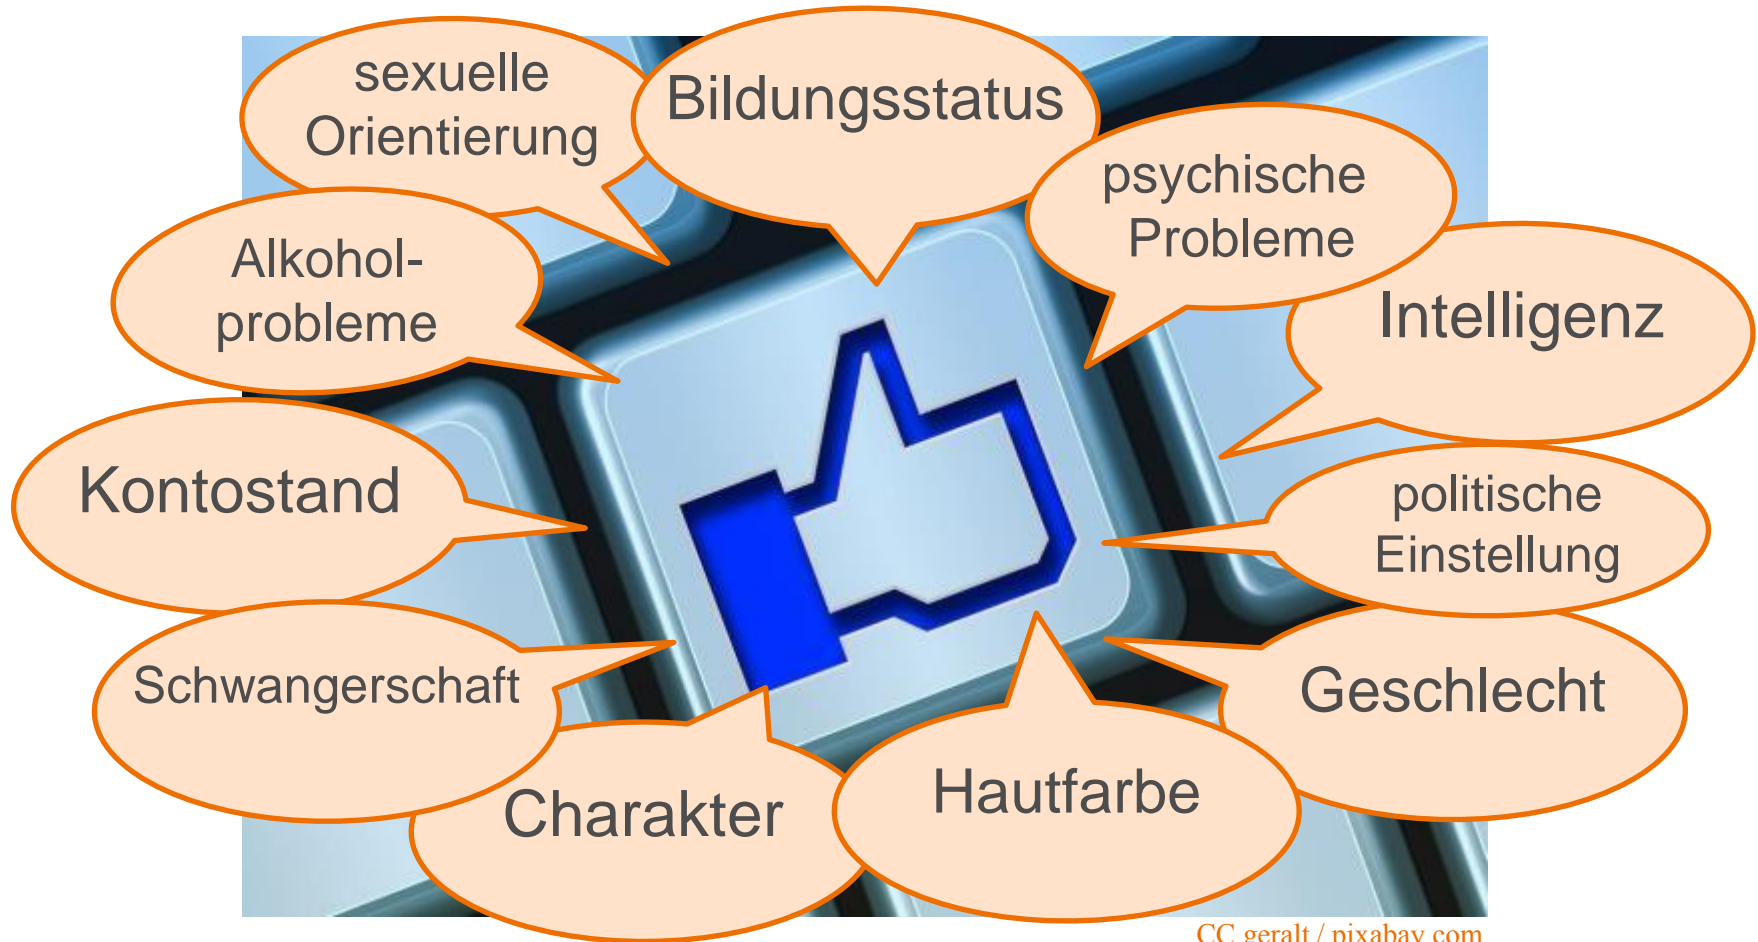 sexuelle
Orientierung
Bildungsstatus
psychische
Probleme
Alkohol-
probleme
Intelligenz
Kontostand
politische
Einstellung
Schwangerschaft
Geschlecht
Charakter
Hautfarbe
CC geralt / pixabay.com